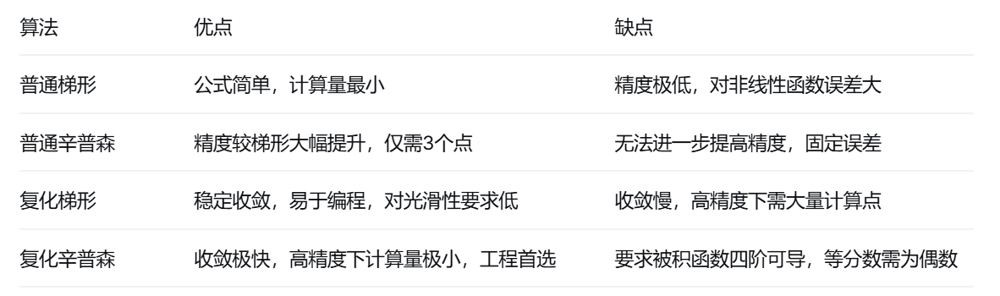 算法 优点 缺点
普通梯形 公式简单，计算量最小 精度极低，对非线性函数误差大
普通辛普森 精度较梯形大幅提升，仅需3个点 无法进一步提高精度，固定误差
复化梯形 稳定收敛，易于编程，对光滑性要求低 收敛慢，高精度下需大量计算点
复化辛普森 收敛极快，高精度下计算量极小，工程首选 要求被积函数四阶可导，等分数需为偶数